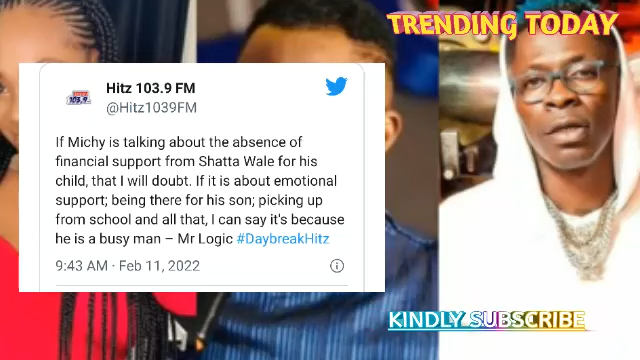 TRENDING TODAY
Hitz 103.9 FM
@Hitz1039FM
103.9
If Michy is talking about the absence of
financial support from Shatta Wale for his
child, that I will doubt. If it is about emotional
support; being there for his son; picking up
from school and all that, I can say it's because
he is a busy man – Mr Logic #DaybreakHitz
9:43 AM · Feb 11, 2022
KINDLY SUBSCRIBE